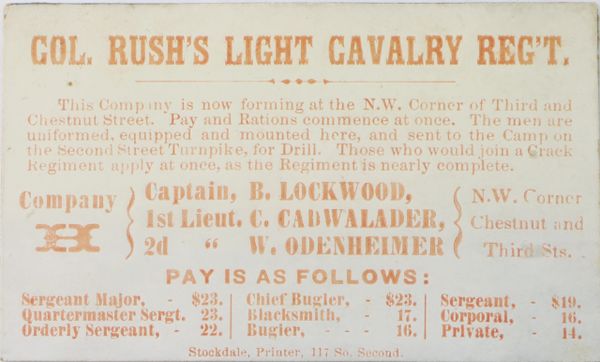 COL. RUSH'S LIGHT CAVALRY REG'T.
This Company is now forming at the N.W. Corner of Third and
Chestnut Street. Pay and Rations commence at once. The men are
uniformed, equipped and mounted here, and sent to the Camp on
the Second Street Turnpike, for Drill. Those who would join a Crack
Regiment apply at once, as the Regiment is nearly complete.
Company H
Captain, B. LOCKWOOD,
1st Lieut. C. CADWALADER,
2d " W. ODENHEIMER
N.W. Corner
Chestnut and
Third Sts.
PAY IS AS FOLLOWS:
Sergeant Major, - $23.
Quartermaster Sergt. 23.
Orderly Sergeant, - 22.
Chief Bugler, - $23.
Blacksmith, - 17.
Bugler, - - - 16.
Sergeant, - $19.
Corporal, - 16.
Private, - 14.
Stockdale, Printer, 117 So. Second.